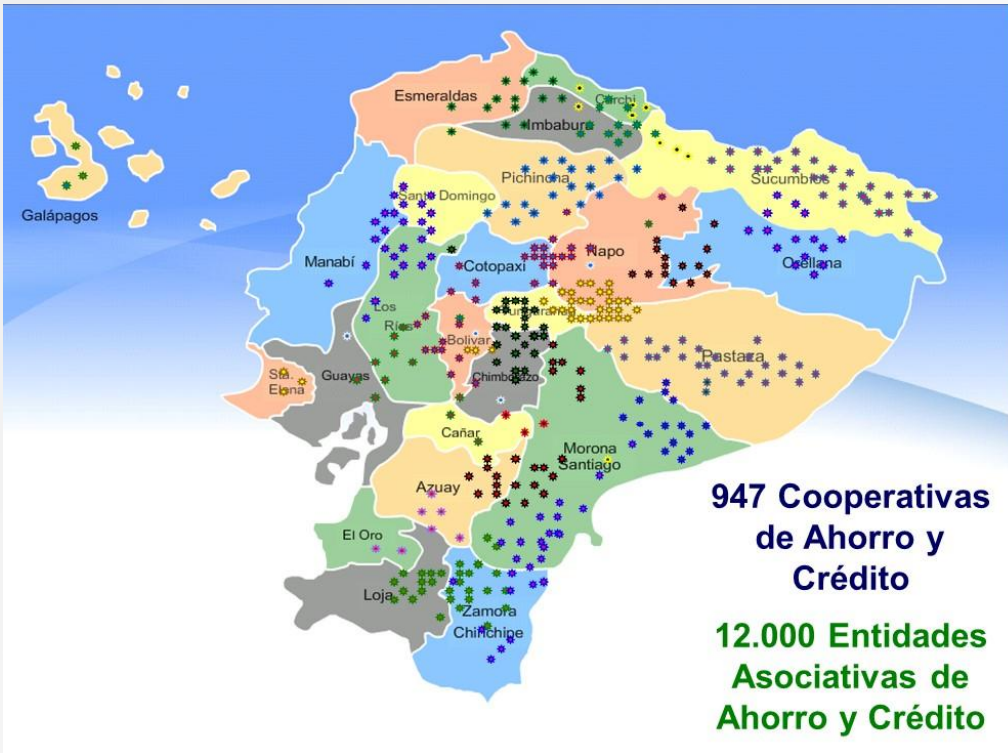 Esmeraldas
Carchi
Imbabura
Galápagos
Santo Domingo
Pichincha
Sucumbíos
Manabí
Cotopaxi
Napo
Orellana
Los
Ríos
Tungurahua
Bolívar
Pastaza
Sta.
Elena
Guayas
Chimborazo
Cañar
Morona
Santiago
Azuay
El Oro
Loja
Zamora
Chinchipe
947 Cooperativas
de Ahorro y
Crédito
12.000 Entidades
Asociativas de
Ahorro y Crédito